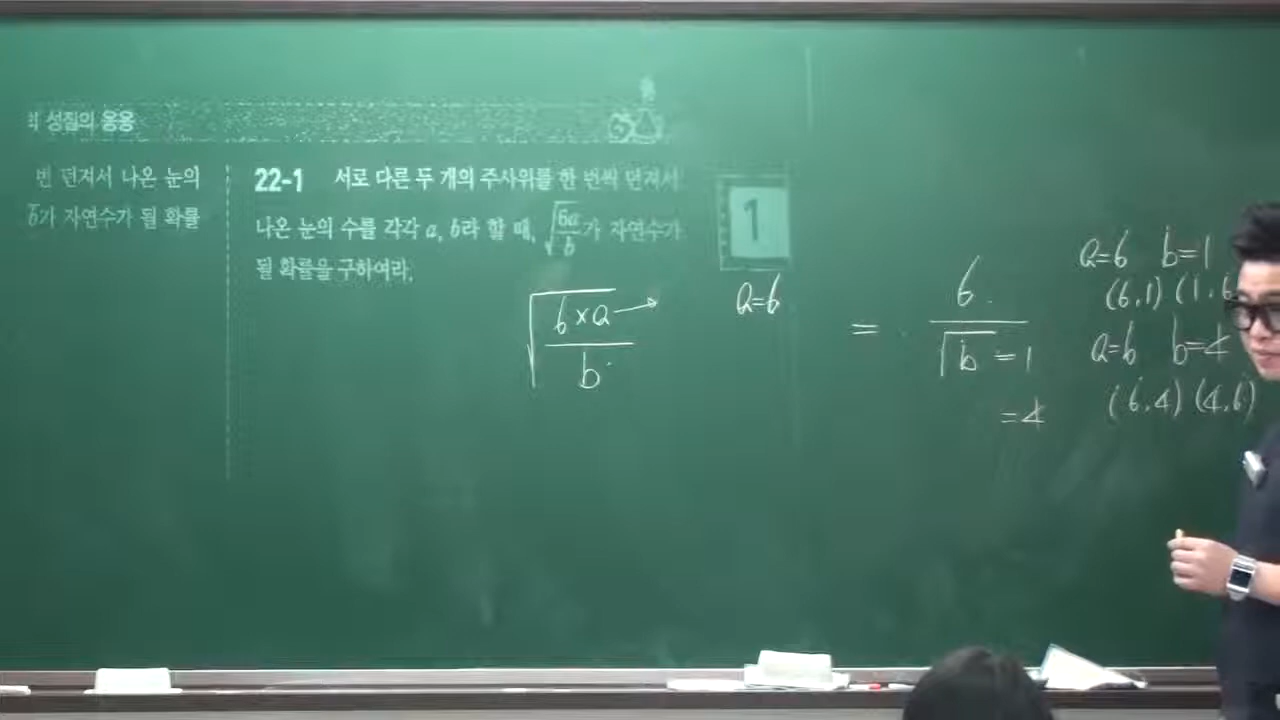 의 성질의 응용
번 던져서 나온 눈의
b가 자연수가 될 확률
22-1 서로 다른 두 개의 주사위를 한 번씩 던져서
나온 눈의 수를 각각 a, b라 할 때, √(6a/b)가 자연수가
될 확률을 구하여라.
1
√(6×a/b) →
a=6
= 6/√b = 1
= 4
a=6 b=1
(6,1) (1,6
a=6 b=4
(6,4) (4,6)